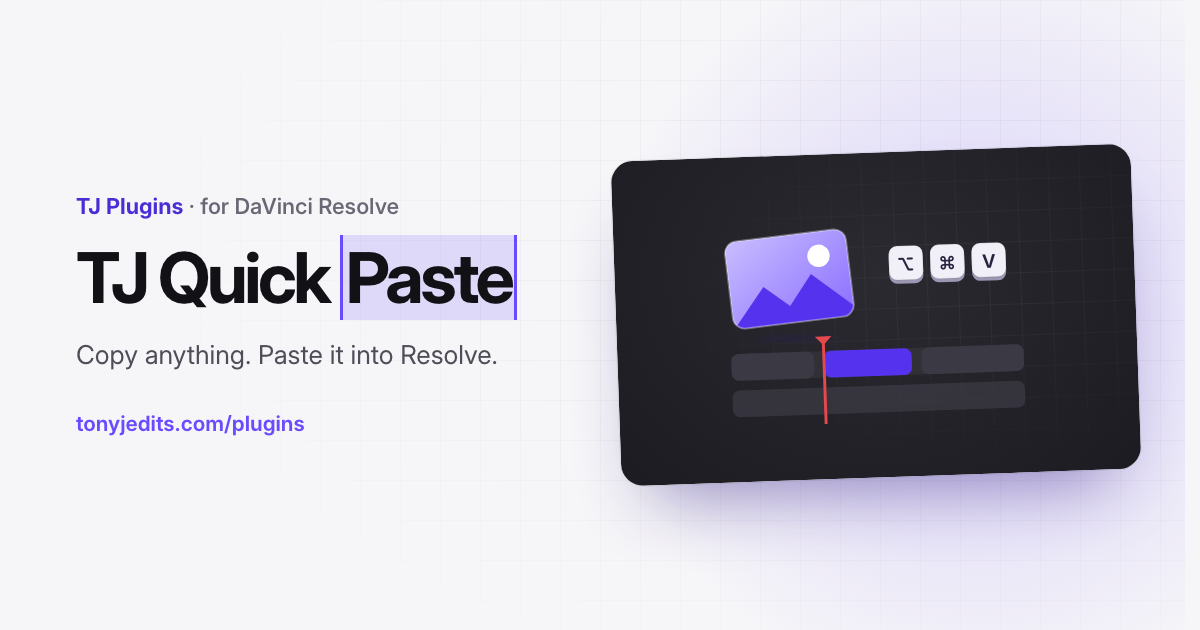 TJ Plugins · for DaVinci Resolve
TJ Quick Paste
Copy anything. Paste it into Resolve.
tonyjedits.com/plugins
⌥ ⌘ V